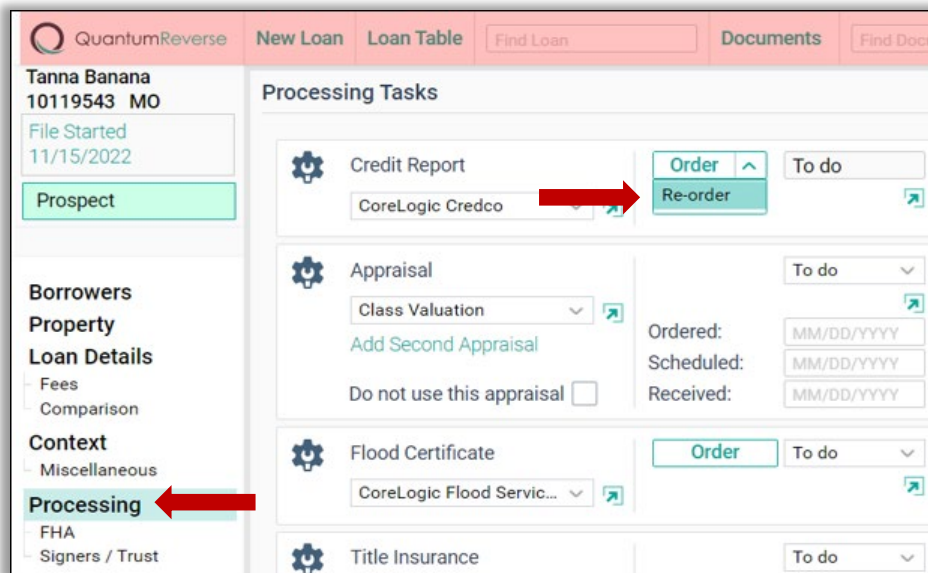 QuantumReverse New Loan Loan Table Find Loan Documents Find Doc
Tanna Banana
10119543 MO
File Started
11/15/2022
Prospect
Borrowers
Property
Loan Details
Fees
Comparison
Context
Miscellaneous
Processing
FHA
Signers / Trust
Processing Tasks
Credit Report Order To do
CoreLogic Credco Re-order
Appraisal To do
Class Valuation
Add Second Appraisal
Ordered: MM/DD/YYYY
Scheduled: MM/DD/YYYY
Do not use this appraisal Received: MM/DD/YYYY
Flood Certificate Order To do
CoreLogic Flood Servic...
Title Insurance To do